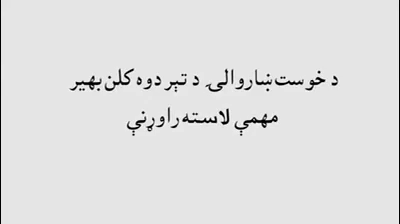 د خوست ښاروالۍ د تېر دوه کلن بهیر
مهمې لاسته راوړنې